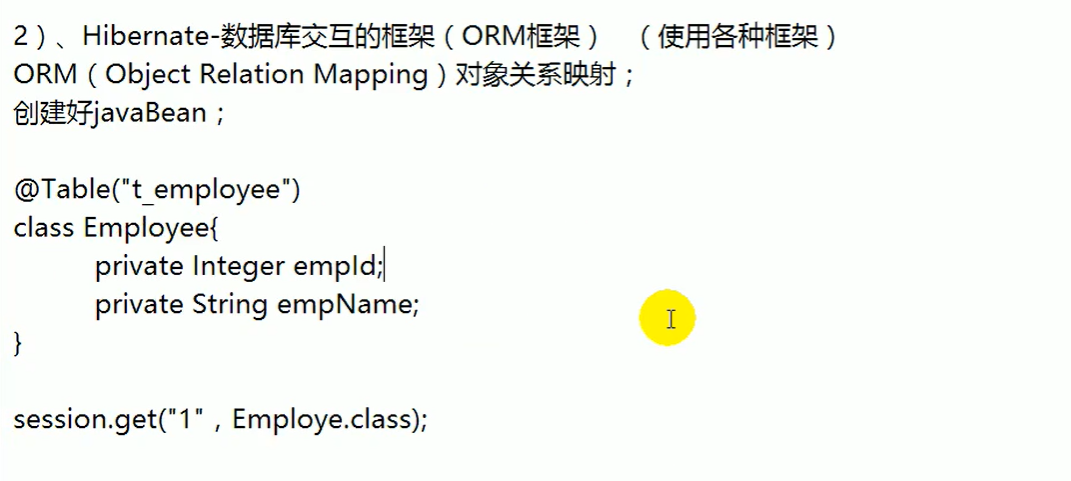 2）、Hibernate-数据库交互的框架（ORM框架）　（使用各种框架）
ORM（Object Relation Mapping）对象关系映射；
创建好javaBean；
@Table("t_employee")
class Employee{
private Integer empId;
private String empName;
}
session.get("1"，Employe.class);